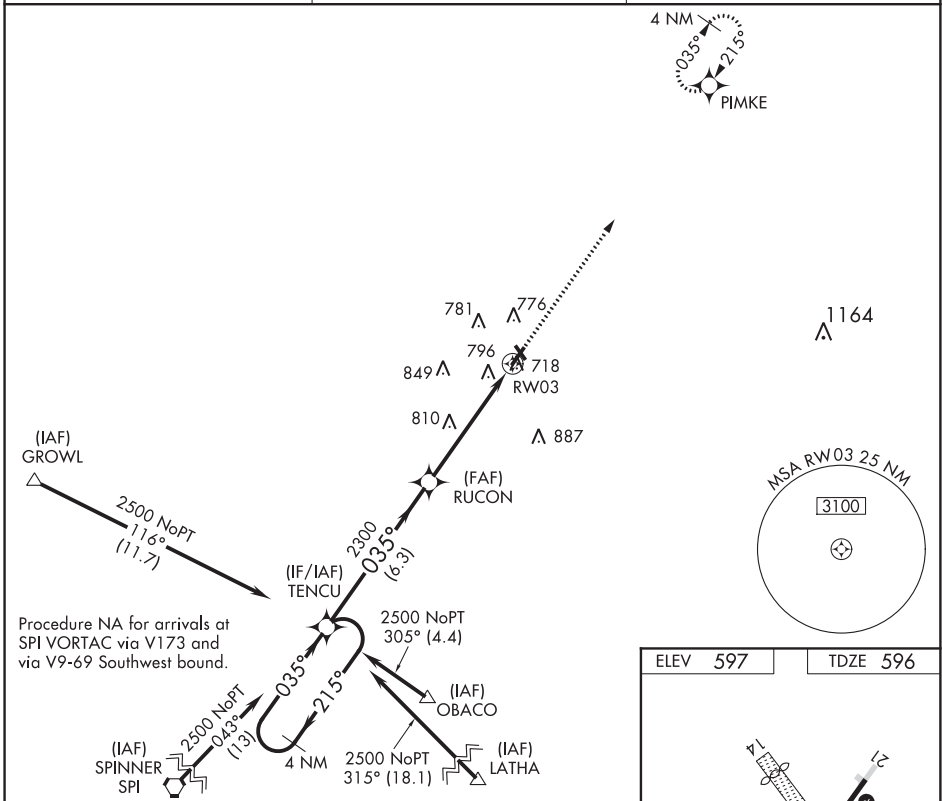 4 NM
035°
215°
PIMKE
781
776
1164
796
718
849
RW03
810
887
(IAF)
GROWL
(FAF)
RUCON
MSA RW03 25 NM
3100
2500 NoPT
116°
(11.7)
2300
035°
(6.3)
(IF/IAF)
TENCU
Procedure NA for arrivals at
SPI VORTAC via V173 and
via V9-69 Southwest bound.
2500 NoPT
305° (4.4)
ELEV 597
TDZE 596
035°
215°
(IAF)
OBACO
2500 NoPT
043°
(13)
(IAF)
SPINNER
SPI
4 NM
2500 NoPT
315° (18.1)
(IAF)
LATHA
14
21